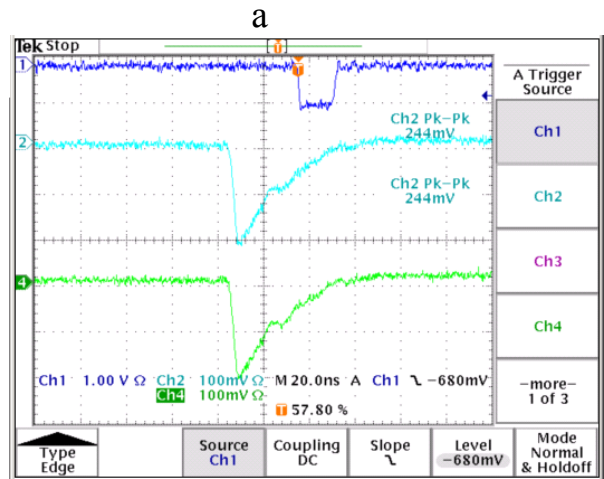 a
Tek Stop
T
1
T
A Trigger
Source
Ch2 Pk–Pk
244mV
Ch1
2
Ch2 Pk–Pk
244mV
Ch2
Ch3
4
Ch4
Ch1 1.00 V Ω Ch2 100mV Ω M 20.0ns A Ch1 ㄟ −680mV
Ch4 100mV Ω
T 57.80 %
–more–
1 of 3
Type
Edge
Source
Ch1
Coupling
DC
Slope
Level
−680mV
Mode
Normal
& Holdoff